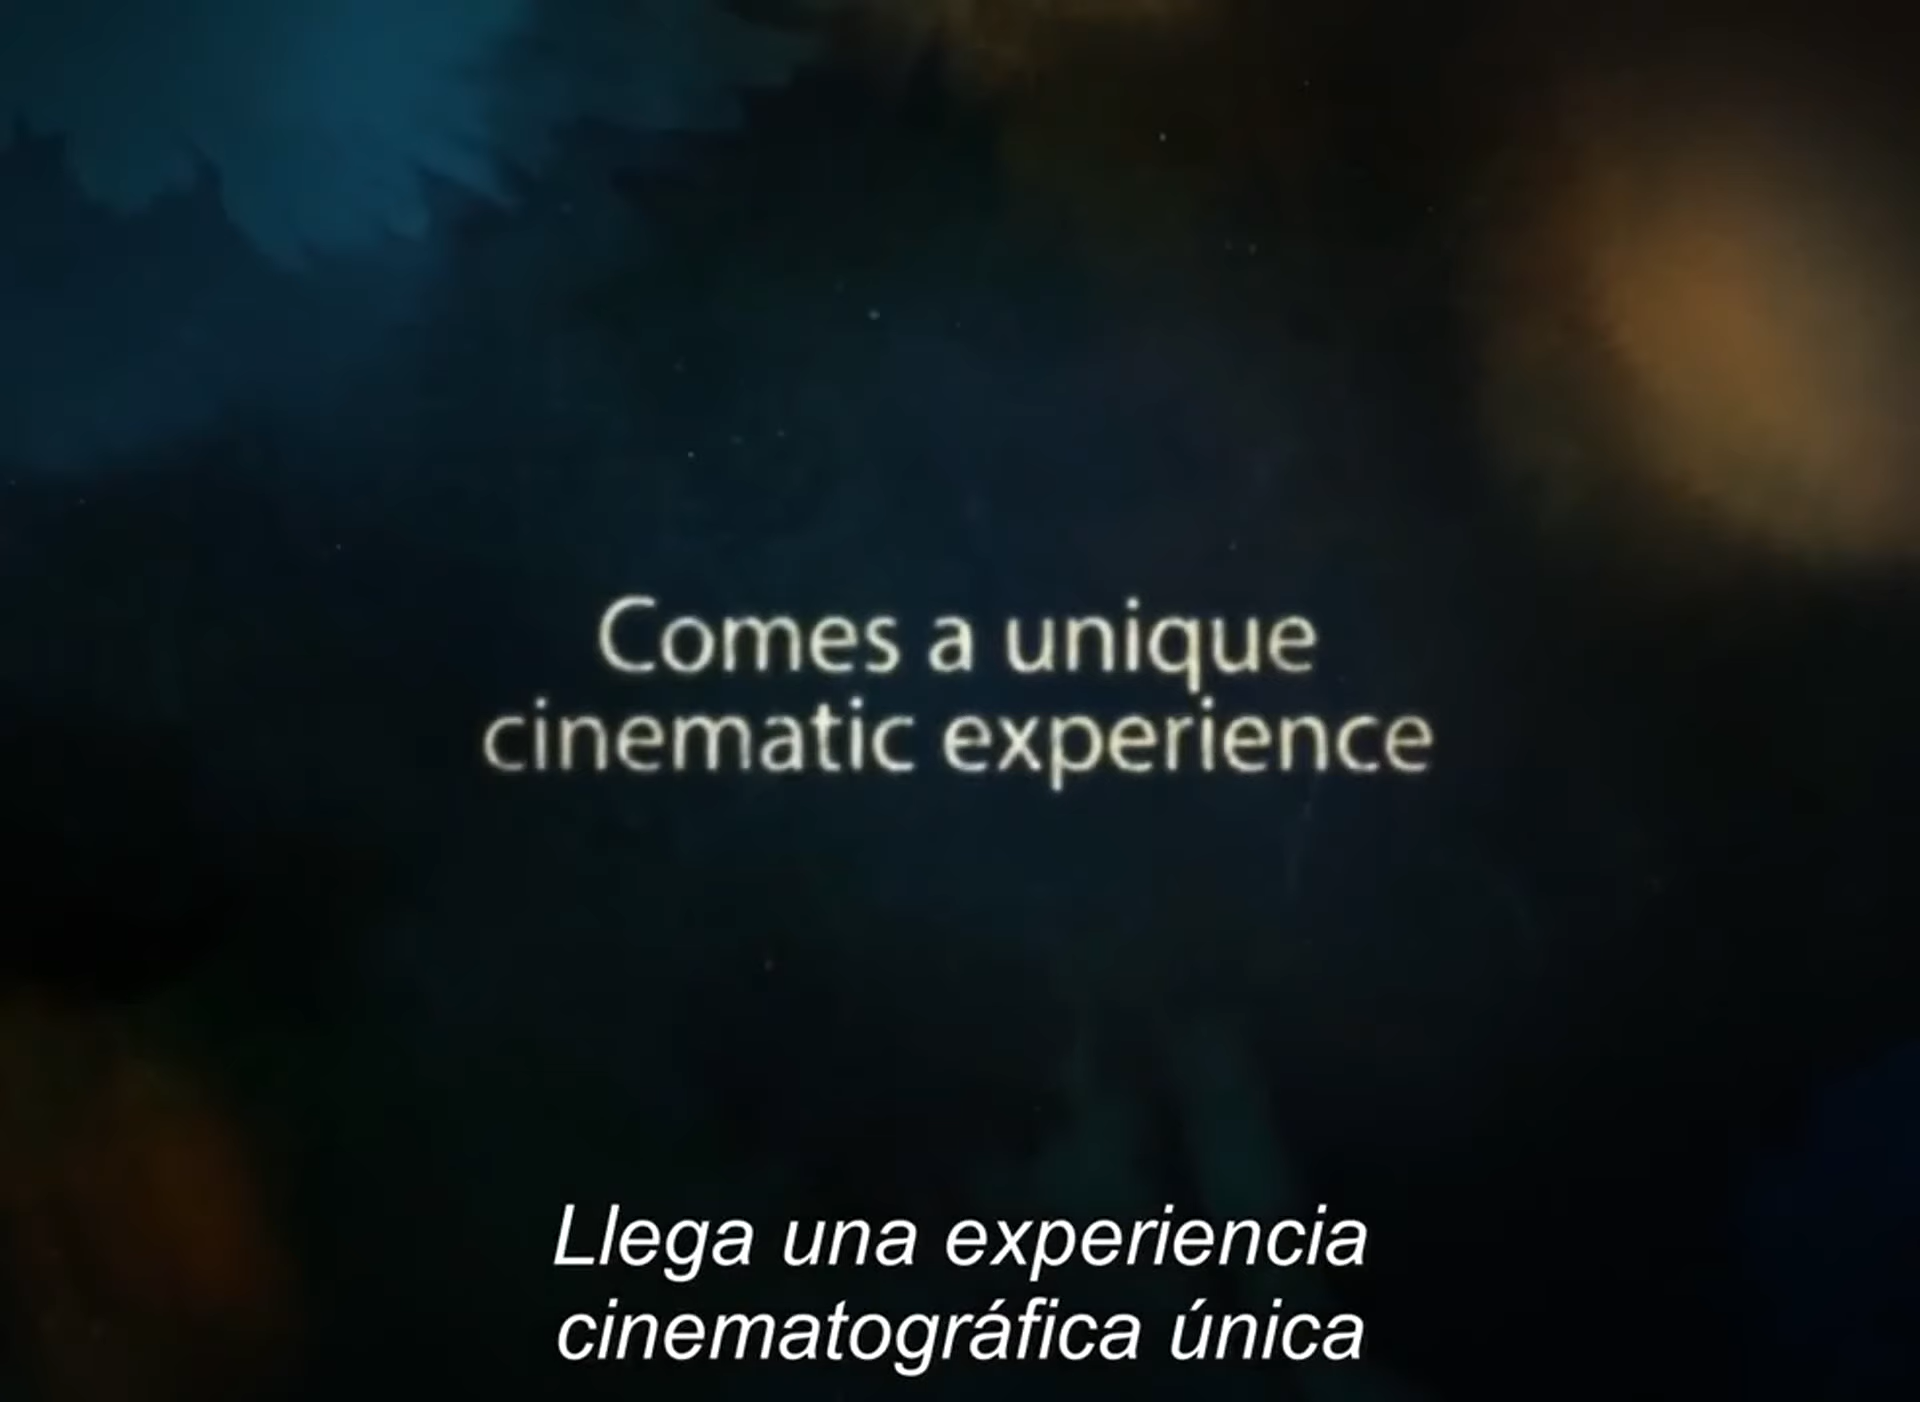 Comes a unique
cinematic experience
Llega una experiencia
cinematográfica única